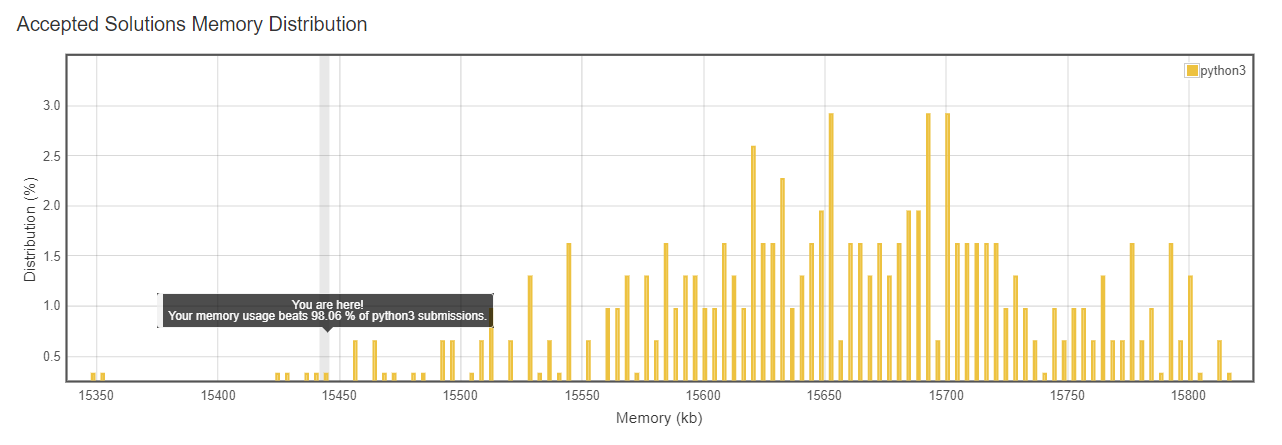 Accepted Solutions Memory Distribution
python3
3.0
2.5
2.0
1.5
1.0
0.5
Distribution (%)
You are here!
Your memory usage beats 98.06 % of python3 submissions.
15350 15400 15450 15500 15550 15600 15650 15700 15750 15800
Memory (kb)